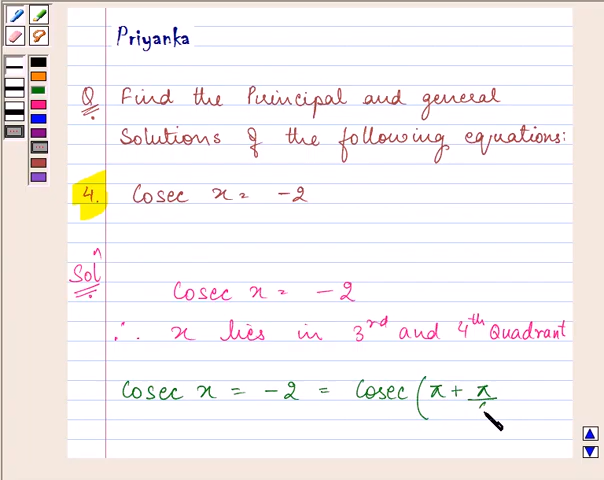 Priyanka
Q Find the Principal and general
Solutions of the following equations:
4. Cosec x = -2
Solⁿ
Cosec x = -2
∴ x lies in 3rd and 4th Quadrant
Cosec x = -2 = Cosec (π + π/